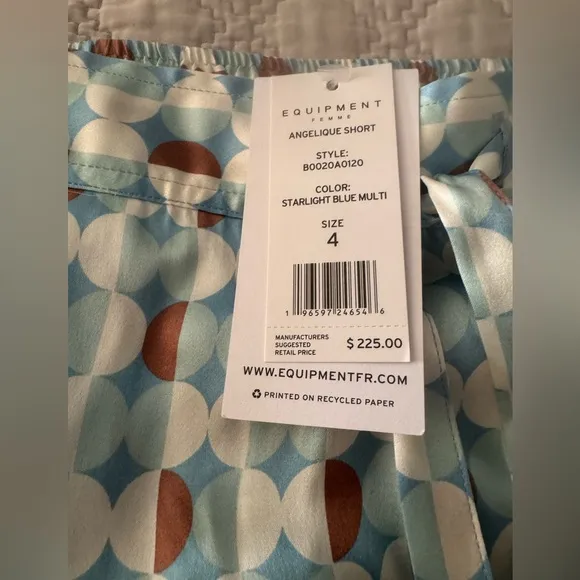 EQUIPMENT
FEMME
ANGELIQUE SHORT
STYLE:
B0020A0120
COLOR:
STARLIGHT BLUE MULTI
SIZE
4
1 96597 24654 6
MANUFACTURERS
SUGGESTED
RETAIL PRICE
$ 225.00
WWW.EQUIPMENTFR.COM
PRINTED ON RECYCLED PAPER